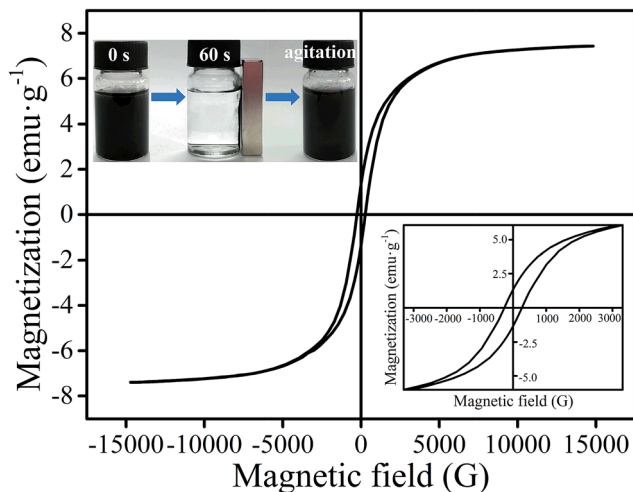 8
6
4
2
0
-2
-4
-6
-8
Magnetization (emu·g⁻¹)
0 s
60 s
agitation
5.0
2.5
-3000 -2000 -1000 0 1000 2000 3000
-2.5
-5.0
Magnetization (emu·g⁻¹)
Magnetic field (G)
-15000 -10000 -5000 0 5000 10000 15000
Magnetic field (G)